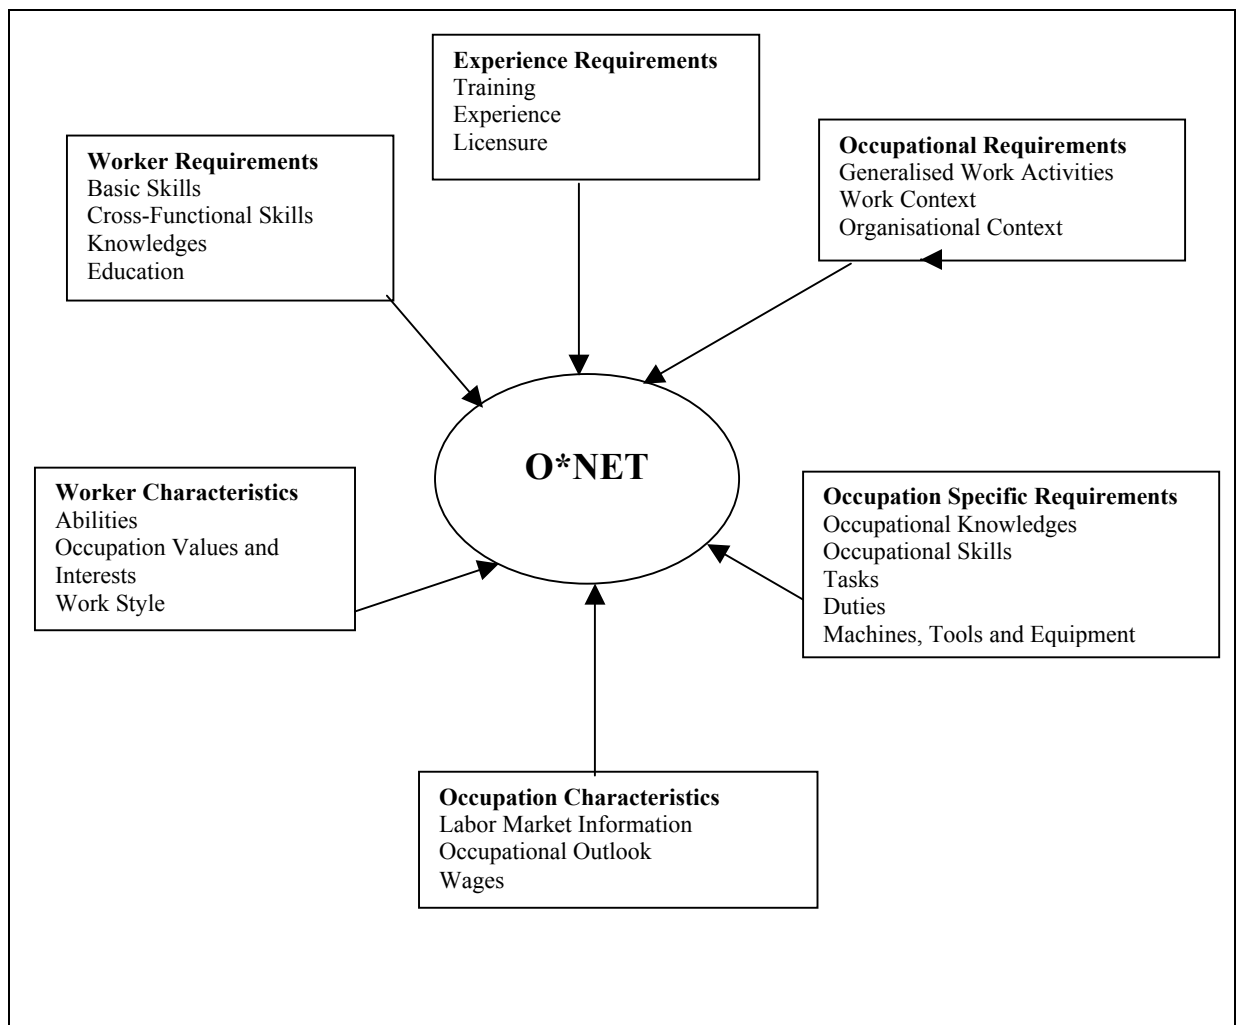 Experience Requirements
Training
Experience
Licensure
Worker Requirements
Basic Skills
Cross-Functional Skills
Knowledges
Education
Occupational Requirements
Generalised Work Activities
Work Context
Organisational Context
O*NET
Worker Characteristics
Abilities
Occupation Values and
Interests
Work Style
Occupation Specific Requirements
Occupational Knowledges
Occupational Skills
Tasks
Duties
Machines, Tools and Equipment
Occupation Characteristics
Labor Market Information
Occupational Outlook
Wages